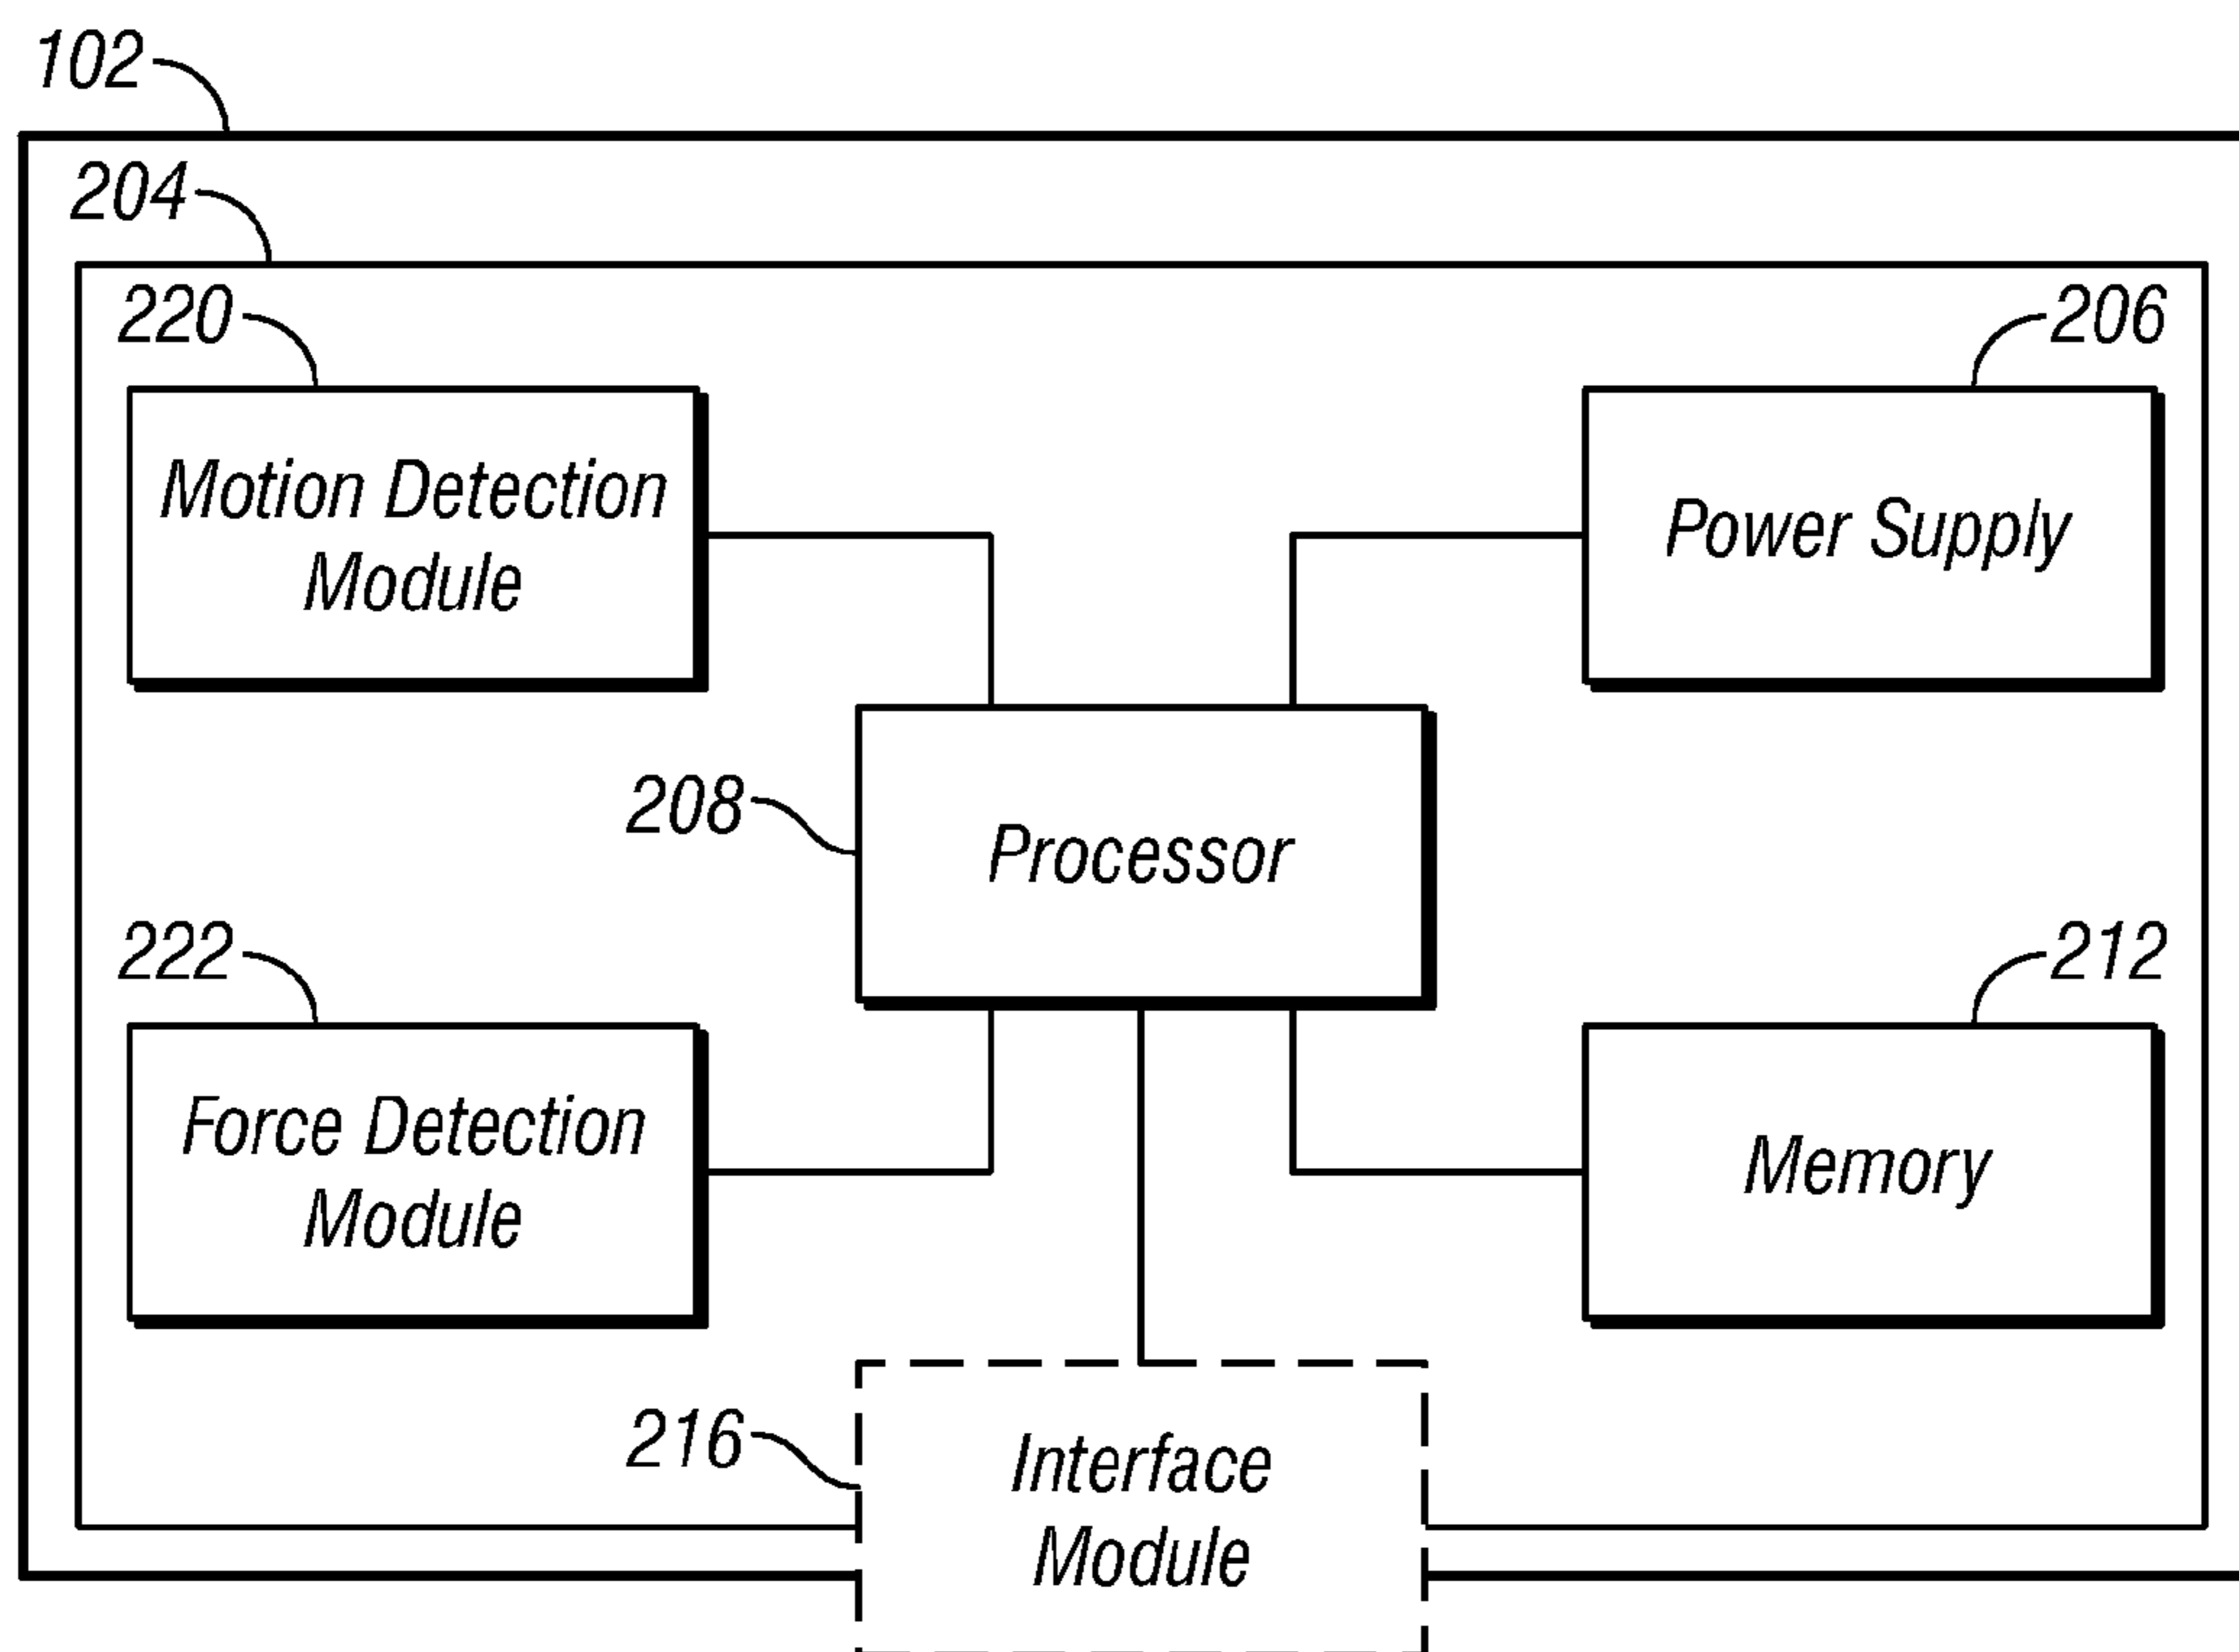 102
204
220
206
Motion Detection
Module
Power Supply
208
Processor
222
212
Force Detection
Module
Memory
216
Interface
Module